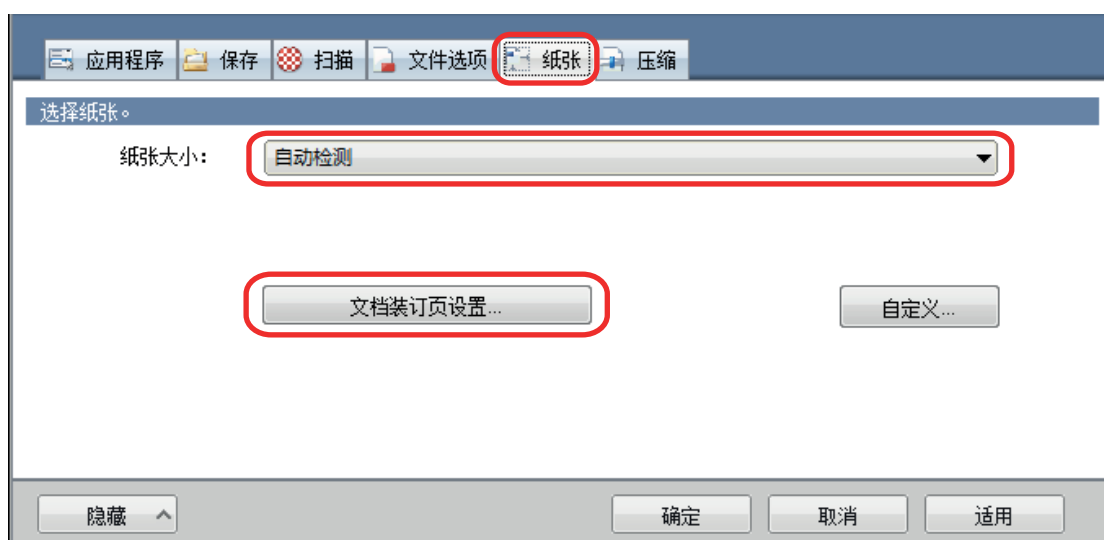 应用程序 保存 扫描 文件选项 纸张 压缩
选择纸张。
纸张大小： 自动检测
文档装订页设置... 自定义...
隐藏 确定 取消 适用